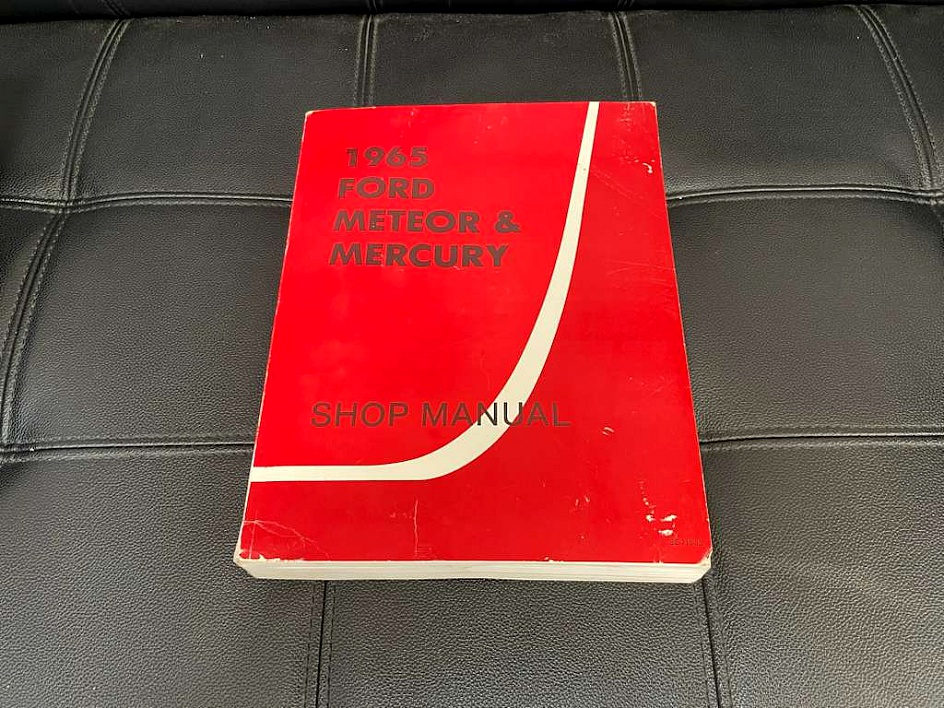 1965
FORD
METEOR &
MERCURY
SHOP MANUAL